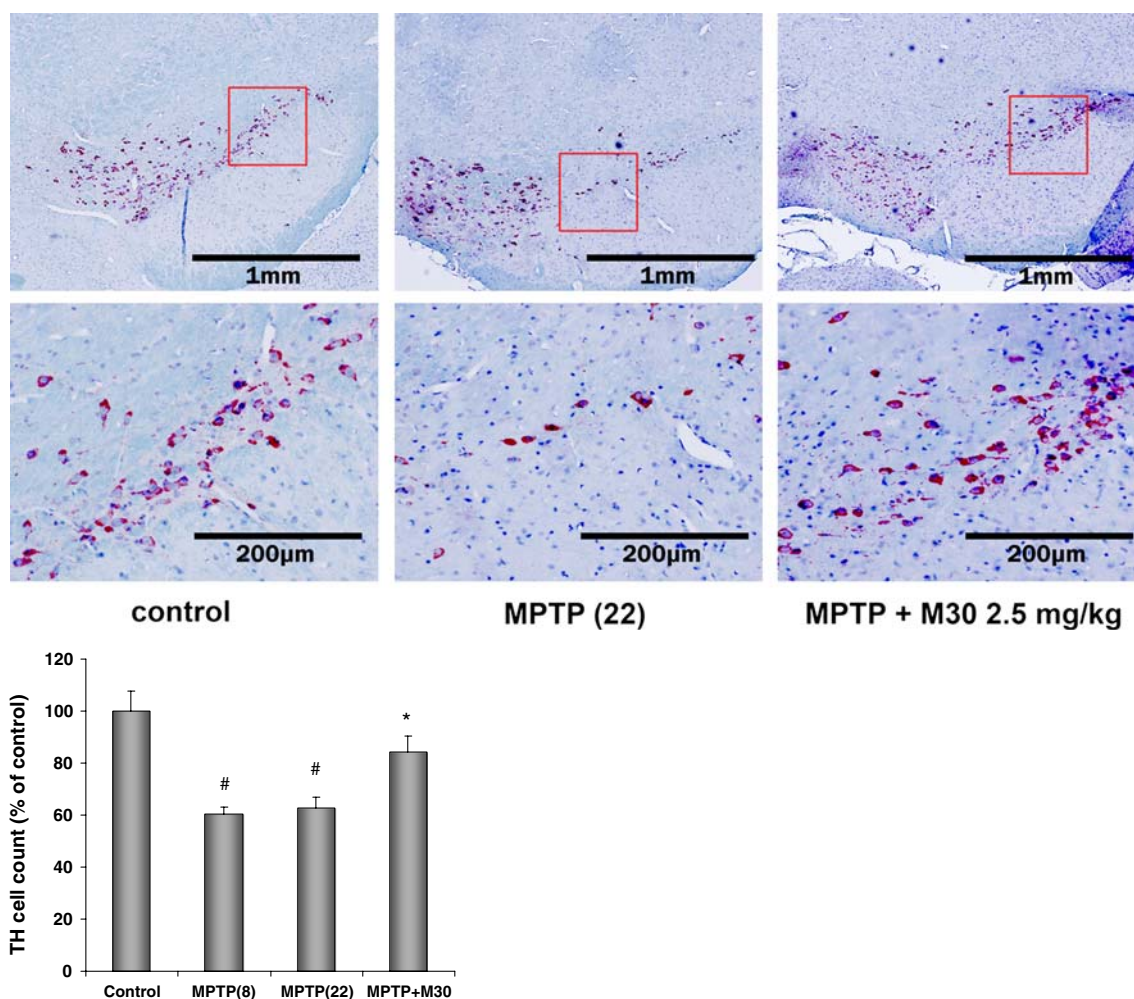 1mm 1mm 1mm
200µm 200µm 200µm
control MPTP (22) MPTP + M30 2.5 mg/kg
TH cell count (% of control)
120
100
80
60
40
20
0
# # *
Control MPTP(8) MPTP(22) MPTP+M30